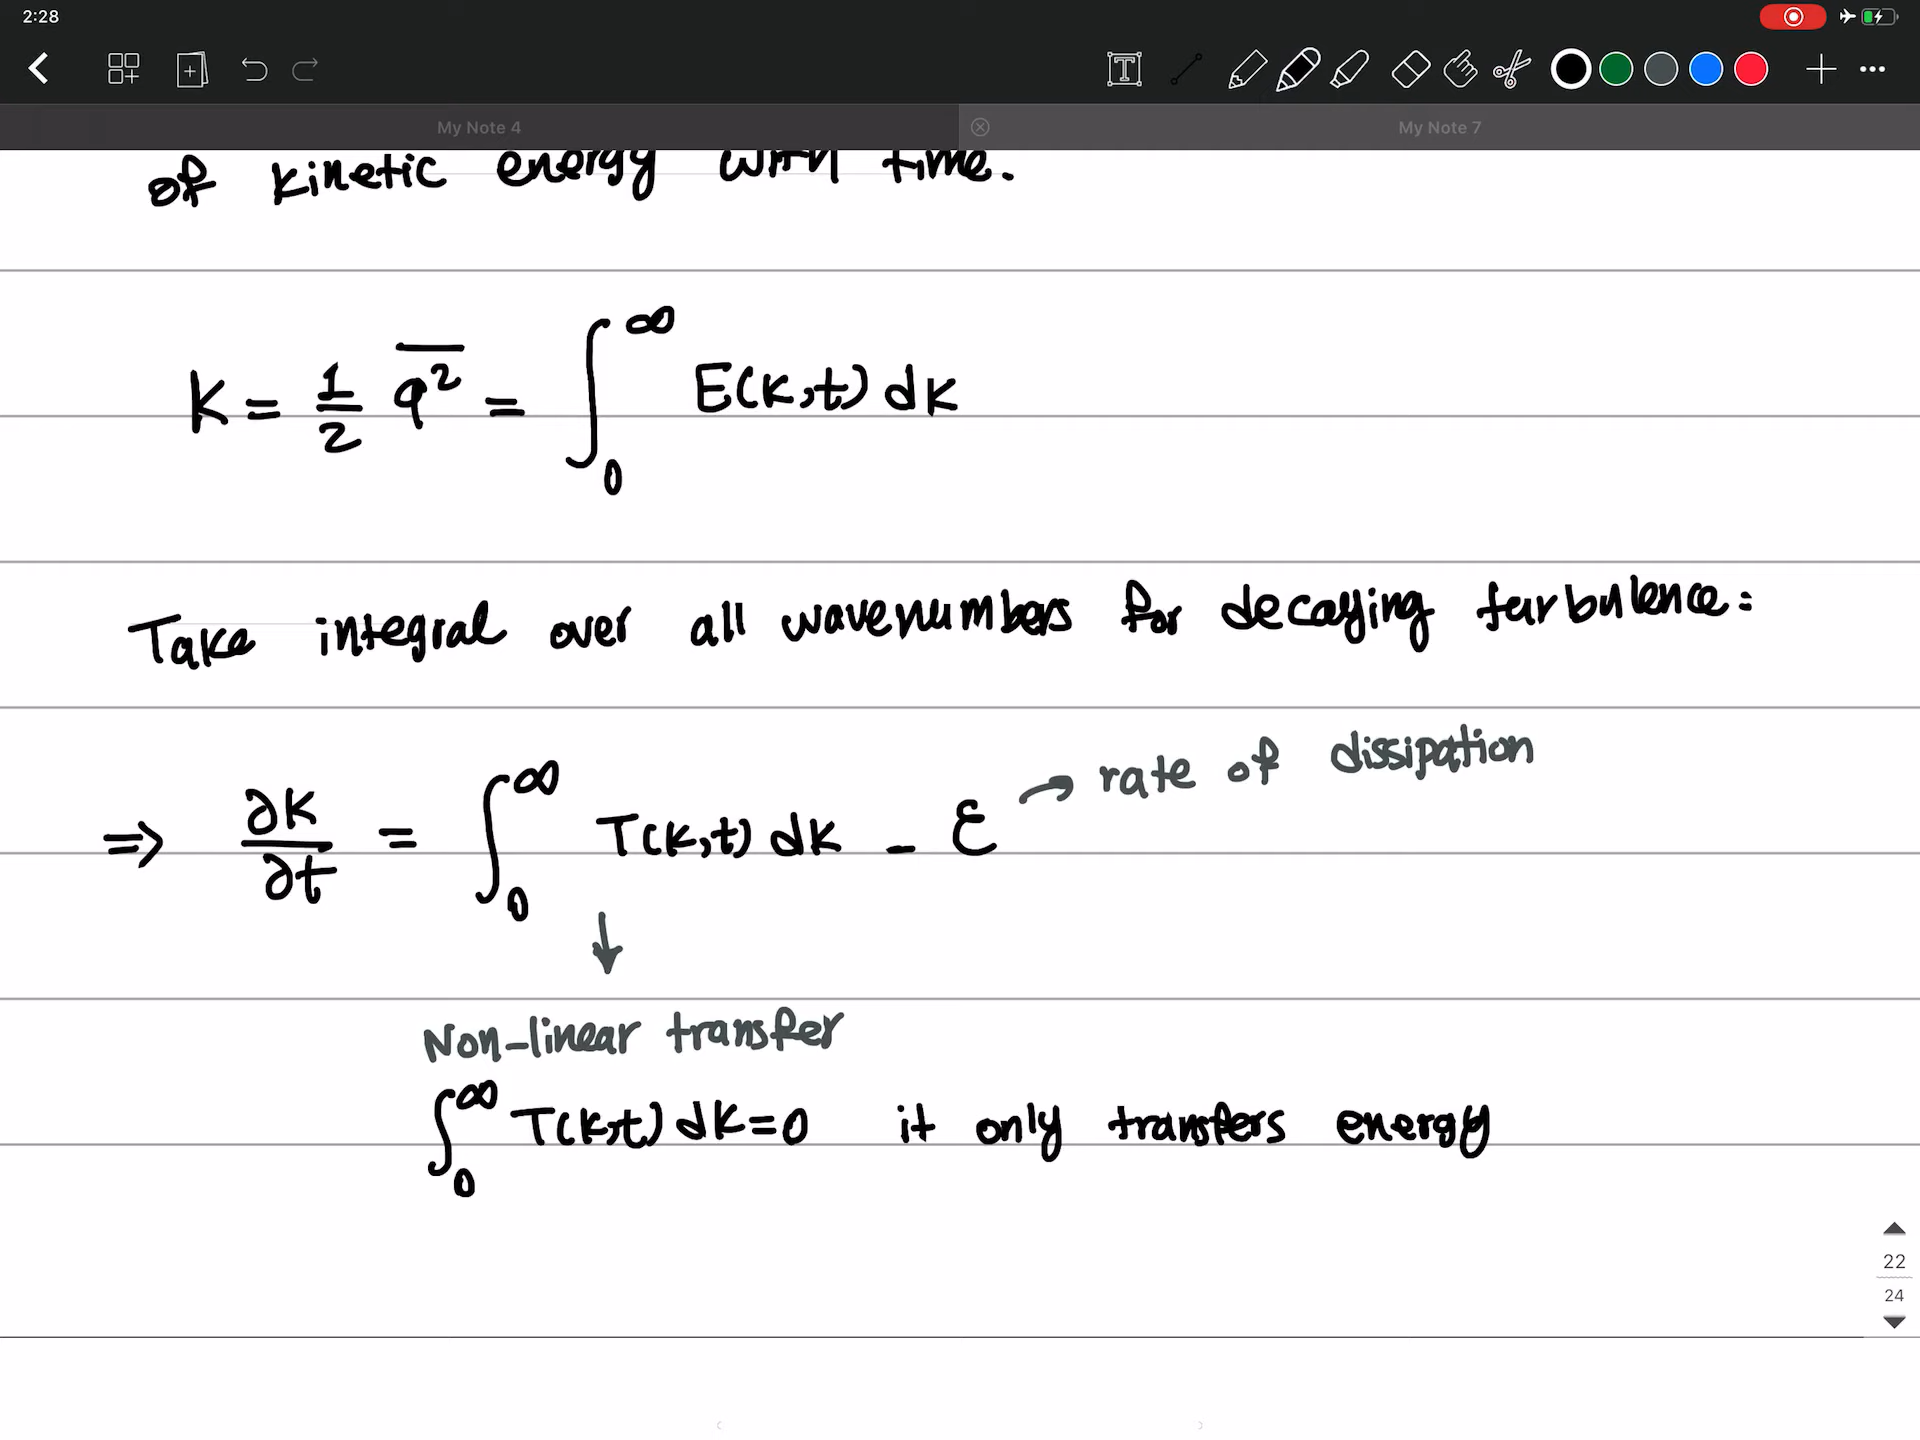 2:28
My Note 4
My Note 7
of kinetic energy with time.
K = 1/2 \overline{q²} = ∫₀^∞ E(K,t) dK
Take integral over all wavenumbers for decaying turbulence:
→ rate of dissipation
⇒ ∂K/∂t = ∫₀^∞ T(K,t) dK - ε
↓
Non-linear transfer
∫₀^∞ T(K,t) dK = 0 it only transfers energy
22
24